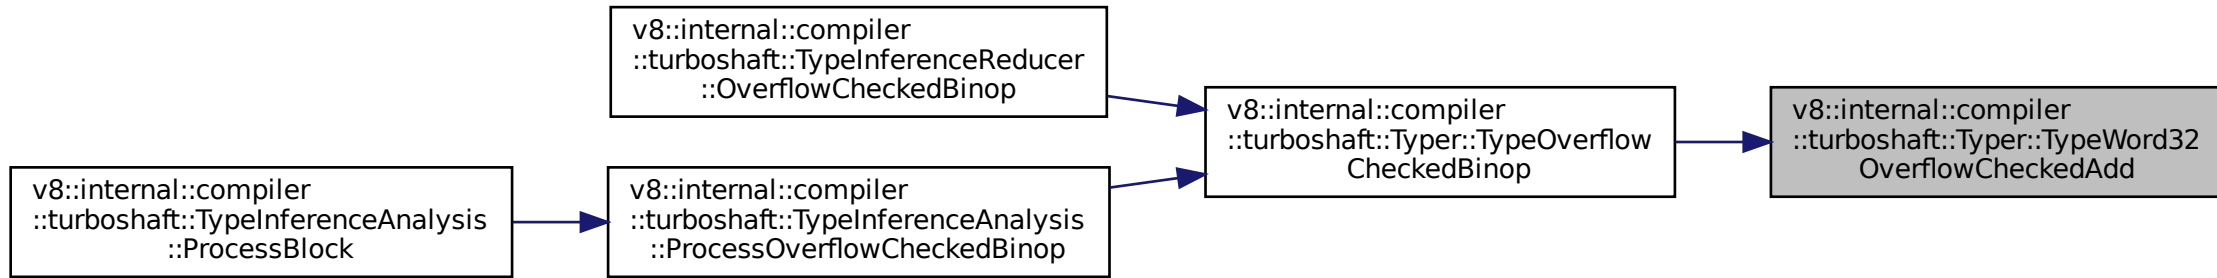 v8::internal::compiler
::turboshaft::TypeInferenceReducer
::OverflowCheckedBinop
v8::internal::compiler
::turboshaft::TypeInferenceAnalysis
::ProcessBlock
v8::internal::compiler
::turboshaft::TypeInferenceAnalysis
::ProcessOverflowCheckedBinop
v8::internal::compiler
::turboshaft::Typer::TypeOverflow
CheckedBinop
v8::internal::compiler
::turboshaft::Typer::TypeWord32
OverflowCheckedAdd